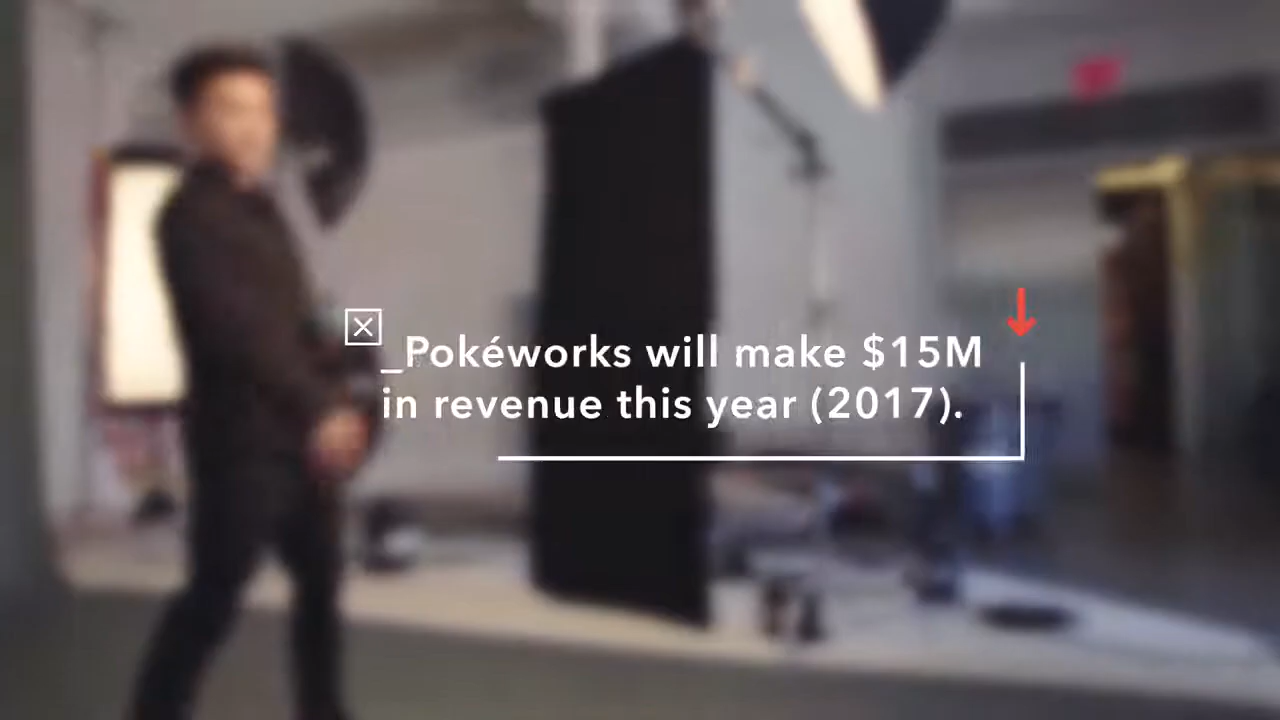 _Pokéworks will make $15M
in revenue this year (2017).